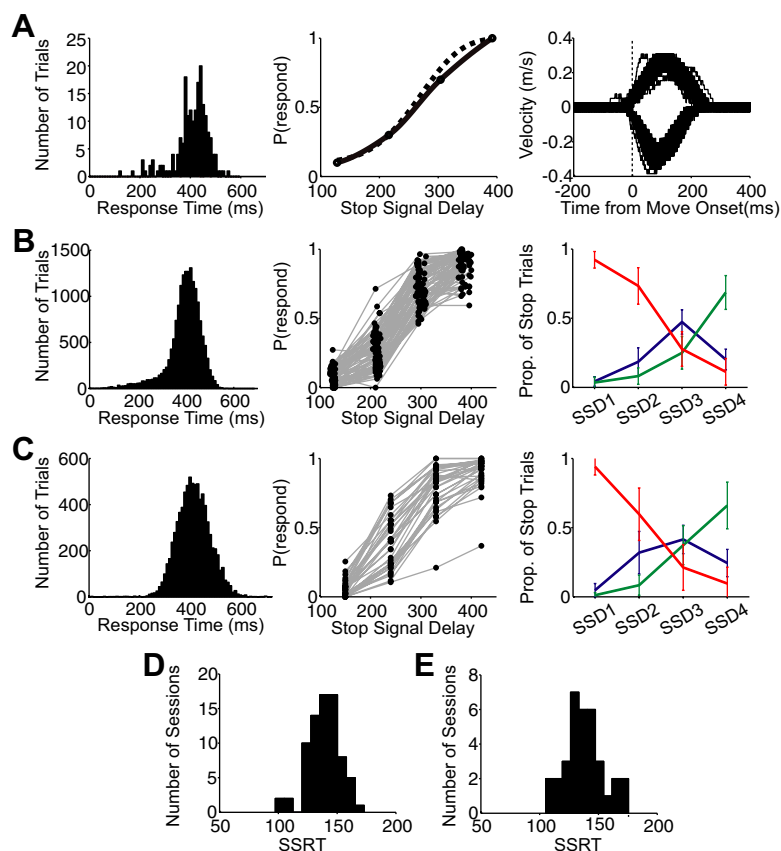 A
Number of Trials
25
20
15
10
5
0
0 200 400 600
Response Time (ms)
P(respond)
1
0.5
0
100 200 300 400
Stop Signal Delay
Velocity (m/s)
0.4
0.2
0
-0.2
-0.4
-200 0 200 400
Time from Move Onset(ms)
B
Number of Trials
1500
1000
500
0
0 200 400 600
Response Time (ms)
P(respond)
1
0.5
0
100 200 300 400
Stop Signal Delay
Prop. of Stop Trials
1
0.5
0
SSD1 SSD2 SSD3 SSD4
C
Number of Trials
600
400
200
0
0 200 400 600
Response Time (ms)
P(respond)
1
0.5
0
100 200 300 400
Stop Signal Delay
Prop. of Stop Trials
1
0.5
0
SSD1 SSD2 SSD3 SSD4
D
Number of Sessions
20
15
10
5
0
50 100 150 200
SSRT
E
Number of Sessions
8
6
4
2
0
50 100 150 200
SSRT